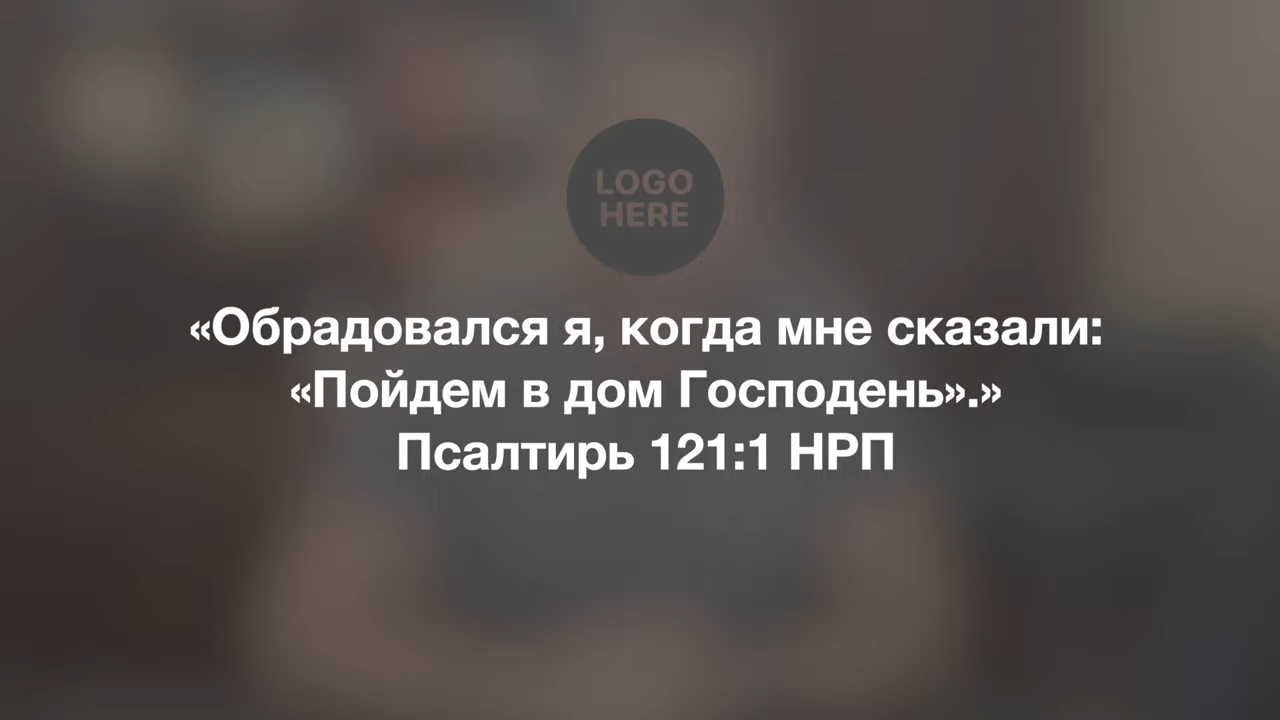 LOGO
HERE
«Обрадовался я, когда мне сказали:
«Пойдем в дом Господень».»
Псалтирь 121:1 НРП